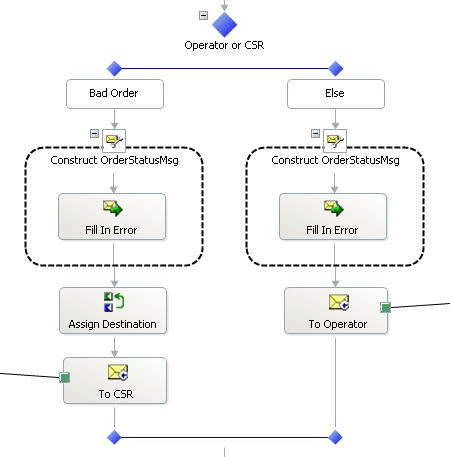 Operator or CSR
Bad Order
Else
Construct OrderStatusMsg
Construct OrderStatusMsg
Fill In Error
Fill In Error
Assign Destination
To Operator
To CSR